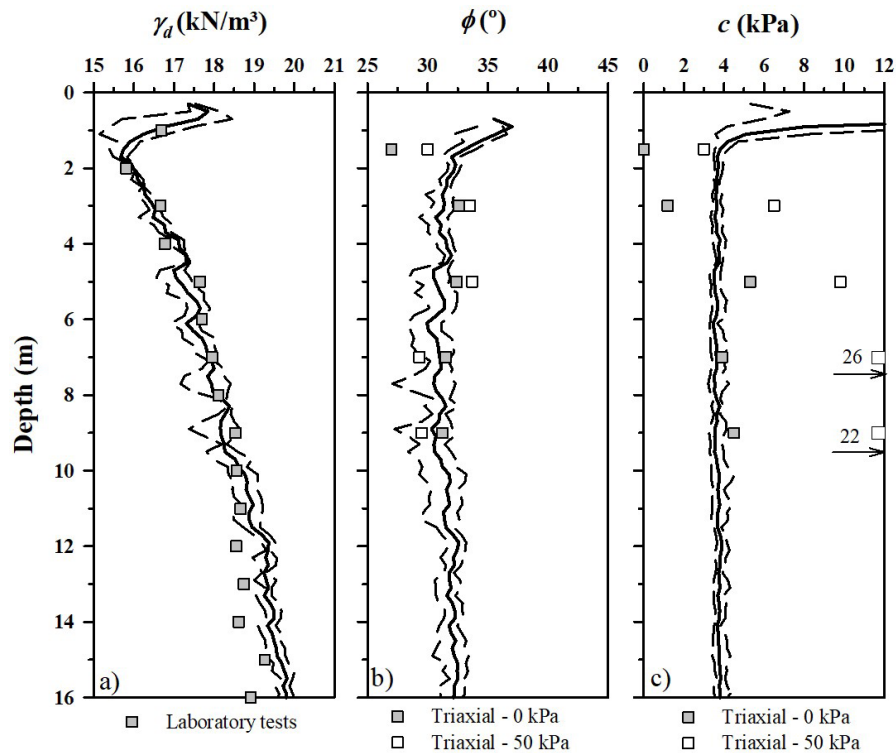 γd (kN/m³) ϕ (º) c (kPa)
15 16 17 18 19 20 21 25 30 35 40 45 0 2 4 6 8 10 12
Depth (m)
0
2
4
6
8
10
12
14
16
26
22
a) b) c)
Laboratory tests
Triaxial - 0 kPa
Triaxial - 50 kPa
Triaxial - 0 kPa
Triaxial - 50 kPa